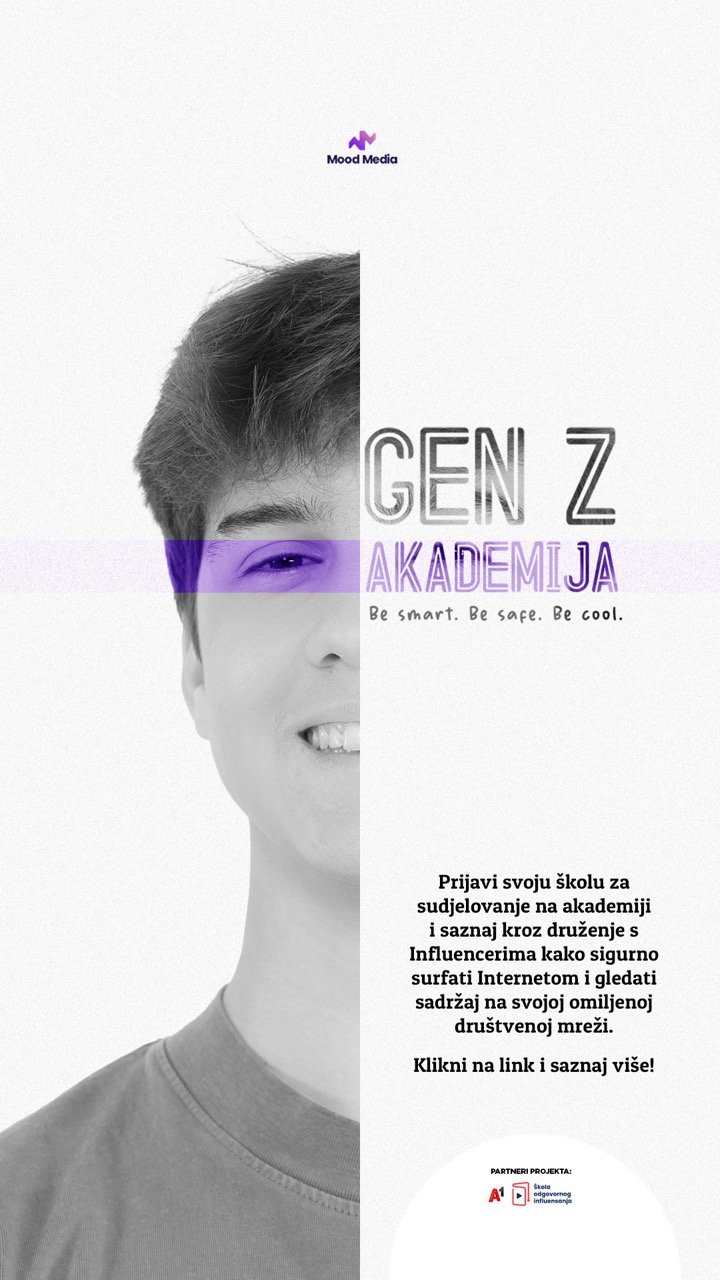 Mood Media
GEN Z
AKADEMIJA
Be smart. Be safe. Be cool.
Prijavi svoju školu za
sudjelovanje na akademiji
i saznaj kroz druženje s
Influencerima kako sigurno
surfati Internetom i gledati
sadržaj na svojoj omiljenoj
društvenoj mreži.
Klikni na link i saznaj više!
PARTNERI PROJEKTA:
A1
Škola
odgovornog
influensanja